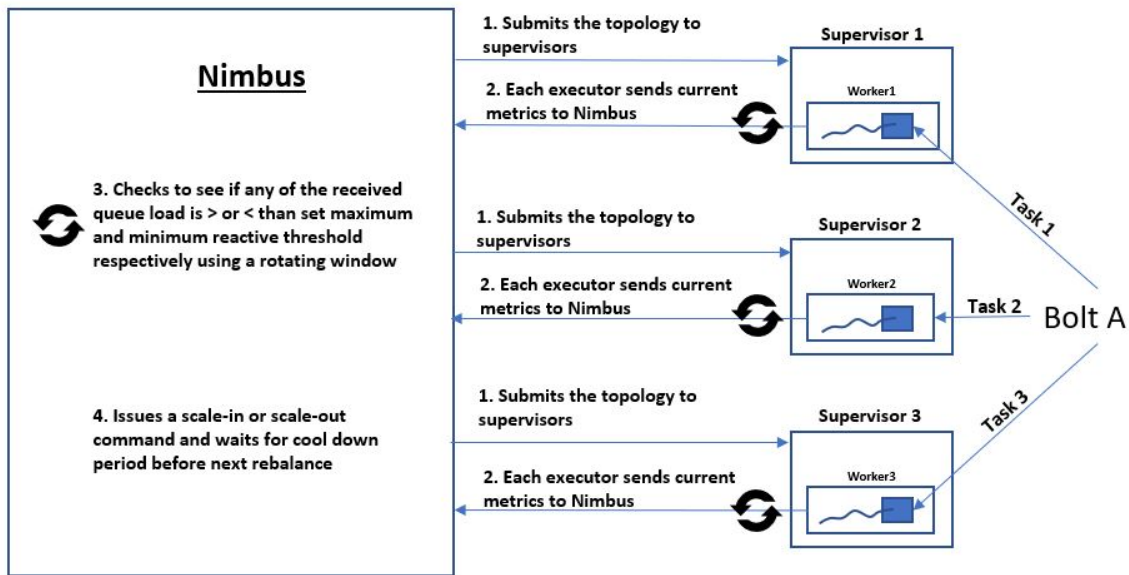 Nimbus
3. Checks to see if any of the received
queue load is > or < than set maximum
and minimum reactive threshold
respectively using a rotating window
4. Issues a scale-in or scale-out
command and waits for cool down
period before next rebalance
1. Submits the topology to
supervisors
2. Each executor sends current
metrics to Nimbus
Supervisor 1
Worker1
1. Submits the topology to
supervisors
2. Each executor sends current
metrics to Nimbus
Supervisor 2
Worker2
1. Submits the topology to
supervisors
2. Each executor sends current
metrics to Nimbus
Supervisor 3
Worker3
Task 1
Task 2
Task 3
Bolt A